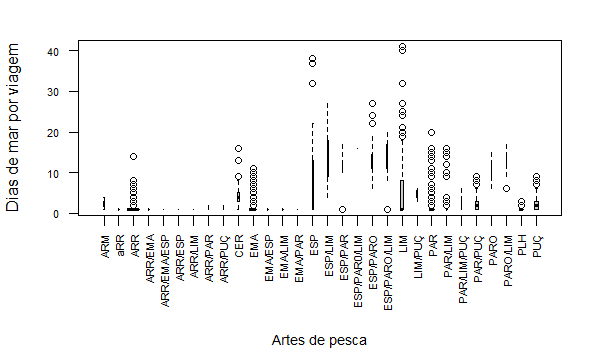 Dias de mar por viagem
40
30
20
10
0
ARM
aRR
ARR
ARR/EMA
ARR/EMA/ESP
ARR/ESP
ARR/LIM
ARR/PAR
ARR/PUÇ
CER
EMA
EMA/ESP
EMA/LIM
EMA/PAR
ESP
ESP/LIM
ESP/PAR
ESP/PAR0/LIM
ESP/PARO
ESP/PARO/LIM
LIM
LIM/PUÇ
PAR
PAR/LIM
PAR/LIM/PUÇ
PAR/PUÇ
PARO
PARO/LIM
PLH
PUÇ
Artes de pesca